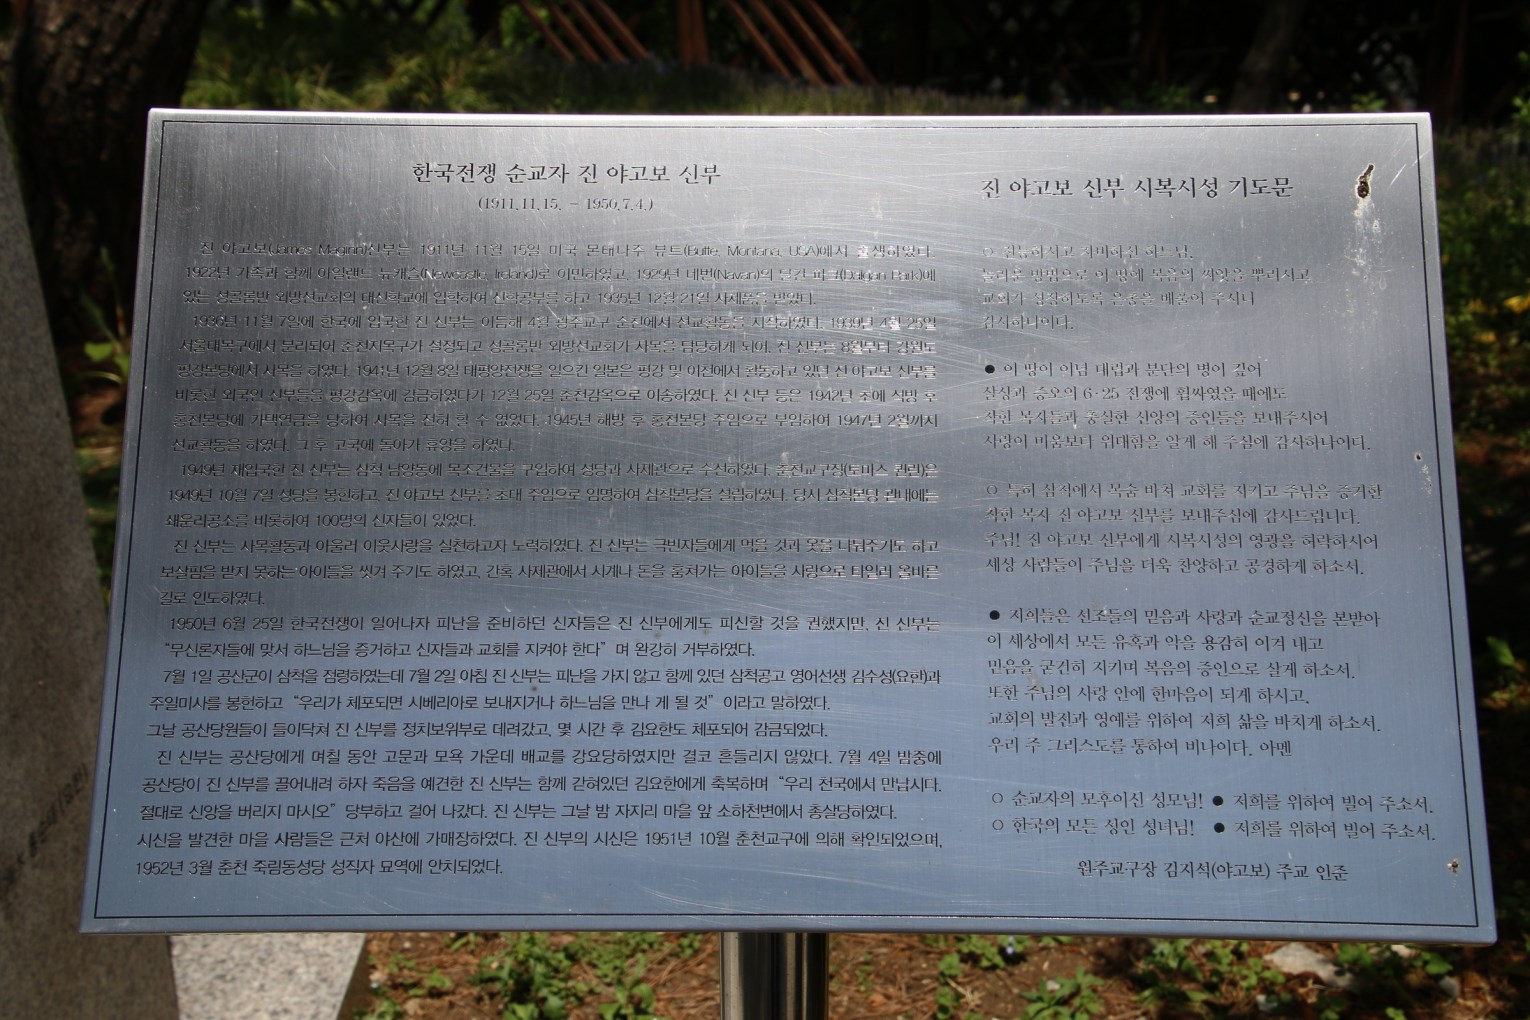 한국전쟁 순교자 진 야고보 신부
(1911.11.15. - 1950.7.4.)
진 야고보(James Maginn)신부는 1911년 11월 15일 미국 몬태나주 뷰트(Butte, Montana, USA)에서 출생하였다.
1922년 가족과 함께 아일랜드 뉴캐슬(Newcastle, Ireland)로 이민하였고, 1929년 네번(Navan)의 달간 파크(Dalgan Park)에
있는 성골롬반 외방선교회의 대신학교에 입학하여 신학공부를 하고 1935년 12월 21일 사제품을 받았다.
1936년 11월 7일에 한국에 입국한 진 신부는 이듬해 4월 광주교구 순천에서 선교활동을 시작하였다. 1939년 4월 25일
서울대목구에서 분리되어 춘천지목구가 설정되고 성골롬반 외방선교회가 사목을 담당하게 되어, 진 신부는 8월부터 강원도
평강본당에서 사목을 하였다. 1941년 12월 8일 태평양전쟁을 일으킨 일본은 평강 및 이천에서 활동하고 있던 진 야고보 신부를
비롯한 외국인 신부들을 평강감옥에 감금하였다가 12월 25일 춘천감옥으로 이송하였다. 진 신부 등은 1942년 초에 석방 후
홍천본당에 가택연금을 당하여 사목을 전혀 할 수 없었다. 1945년 해방 후 홍천본당 주임으로 부임하여 1947년 2월까지
선교활동을 하였다. 그 후 고국에 돌아가 휴양을 하였다.
1949년 재입국한 진 신부는 삼척 남양동에 목조건물을 구입하여 성당과 사제관으로 수선하였다. 춘천교구장(토마스 퀸란)은
1949년 10월 7일 성당을 봉헌하고, 진 야고보 신부를 초대 주임으로 임명하여 삼척본당을 설립하였다. 당시 삼척본당 관내에는
쇄운리공소를 비롯하여 100명의 신자들이 있었다.
진 신부는 사목활동과 아울러 이웃사랑을 실천하고자 노력하였다. 진 신부는 극빈자들에게 먹을 것과 옷을 나눠주기도 하고
보살핌을 받지 못하는 아이들을 씻겨 주기도 하였고, 간혹 사제관에서 시계나 돈을 훔쳐가는 아이들을 사랑으로 타일러 올바른
길로 인도하였다.
1950년 6월 25일 한국전쟁이 일어나자 피난을 준비하던 신자들은 진 신부에게도 피신할 것을 권했지만, 진 신부는
“무신론자들에 맞서 하느님을 증거하고 신자들과 교회를 지켜야 한다” 며 완강히 거부하였다.
7월 1일 공산군이 삼척을 점령하였는데 7월 2일 아침 진 신부는 피난을 가지 않고 함께 있던 삼척공고 영어선생 김수성(요한)과
주일미사를 봉헌하고 “우리가 체포되면 시베리아로 보내지거나 하느님을 만나 게 될 것” 이라고 말하였다.
그날 공산당원들이 들이닥쳐 진 신부를 정치보위부로 데려갔고, 몇 시간 후 김요한도 체포되어 감금되었다.
진 신부는 공산당에게 며칠 동안 고문과 모욕 가운데 배교를 강요당하였지만 결코 흔들리지 않았다. 7월 4일 밤중에
공산당이 진 신부를 끌어내려 하자 죽음을 예견한 진 신부는 함께 갇혀있던 김요한에게 축복하며 “우리 천국에서 만납시다.
절대로 신앙을 버리지 마시오” 당부하고 걸어 나갔다. 진 신부는 그날 밤 자지리 마을 앞 소하천변에서 총살당하였다.
시신을 발견한 마을 사람들은 근처 야산에 가매장하였다. 진 신부의 시신은 1951년 10월 춘천교구에 의해 확인되었으며,
1952년 3월 춘천 죽림동성당 성직자 묘역에 안치되었다.
진 야고보 신부 시복시성 기도문
○ 전능하시고 자비하신 하느님,
놀라운 방법으로 이 땅에 복음의 씨앗을 뿌리시고
교회가 성장하도록 은총을 베풀어 주시니
감사하나이다.
● 이 땅이 이념 대립과 분단의 병이 깊어
살상과 증오의 6·25 전쟁에 휩싸였을 때에도
착한 목자들과 충실한 신앙의 증인들을 보내주시어
사랑이 미움보다 위대함을 알게 해 주심에 감사하나이다.
○ 특히 삼척에서 목숨 바쳐 교회를 지키고 주님을 증거한
착한 목자 진 야고보 신부를 보내주심에 감사드립니다.
주님! 진 야고보 신부에게 시복시성의 영광을 허락하시어
세상 사람들이 주님을 더욱 찬양하고 공경하게 하소서.
● 저희들은 선조들의 믿음과 사랑과 순교정신을 본받아
이 세상에서 모든 유혹과 악을 용감히 이겨 내고
믿음을 굳건히 지키며 복음의 증인으로 살게 하소서.
또한 주님의 사랑 안에 한마음이 되게 하시고,
교회의 발전과 영예를 위하여 저희 삶을 바치게 하소서.
우리 주 그리스도를 통하여 비나이다. 아멘
○ 순교자의 모후이신 성모님! ● 저희를 위하여 빌어 주소서.
○ 한국의 모든 성인 성녀님! ● 저희를 위하여 빌어 주소서.
원주교구장 김지석(야고보) 주교 인준